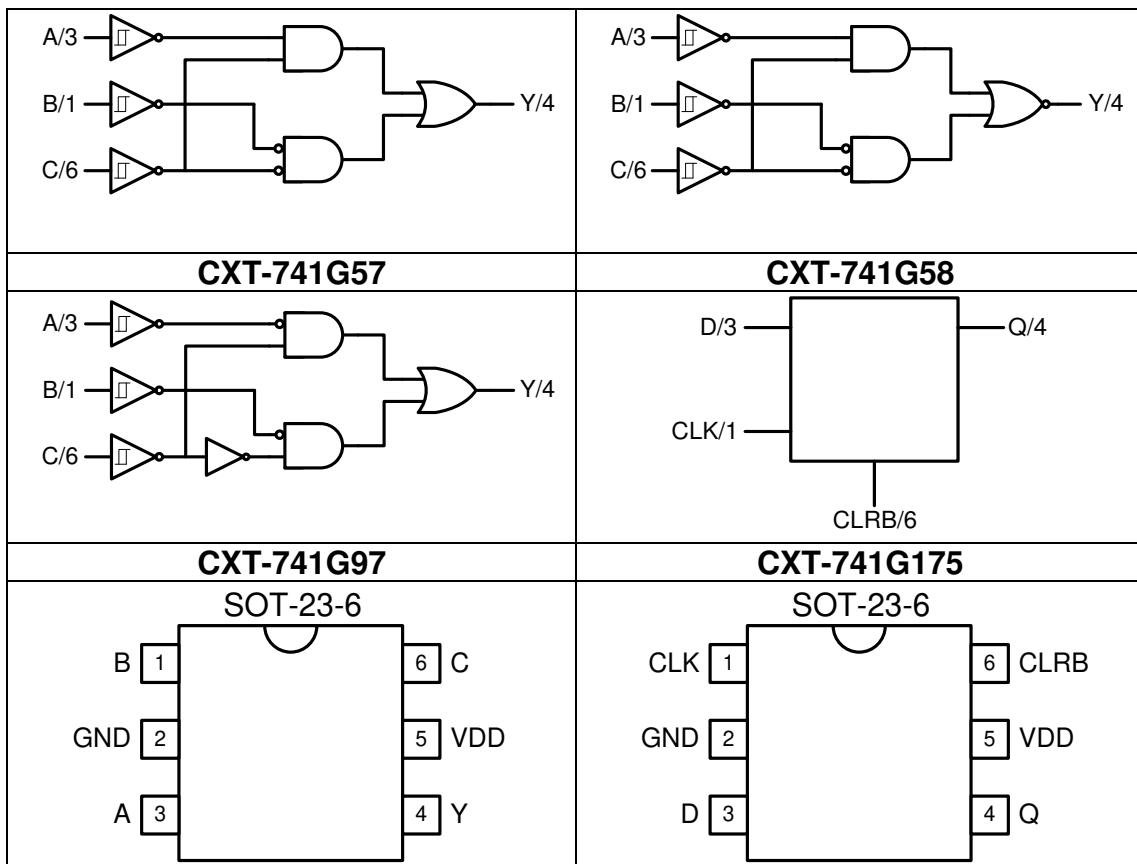 A/3
B/1
C/6
Y/4
A/3
B/1
C/6
Y/4
CXT-741G57
CXT-741G58
A/3
B/1
C/6
Y/4
D/3
CLK/1
Q/4
CLRB/6
CXT-741G97
CXT-741G175
SOT-23-6
B 1
6 C
GND 2
5 VDD
A 3
4 Y
SOT-23-6
CLK 1
6 CLRB
GND 2
5 VDD
D 3
4 Q